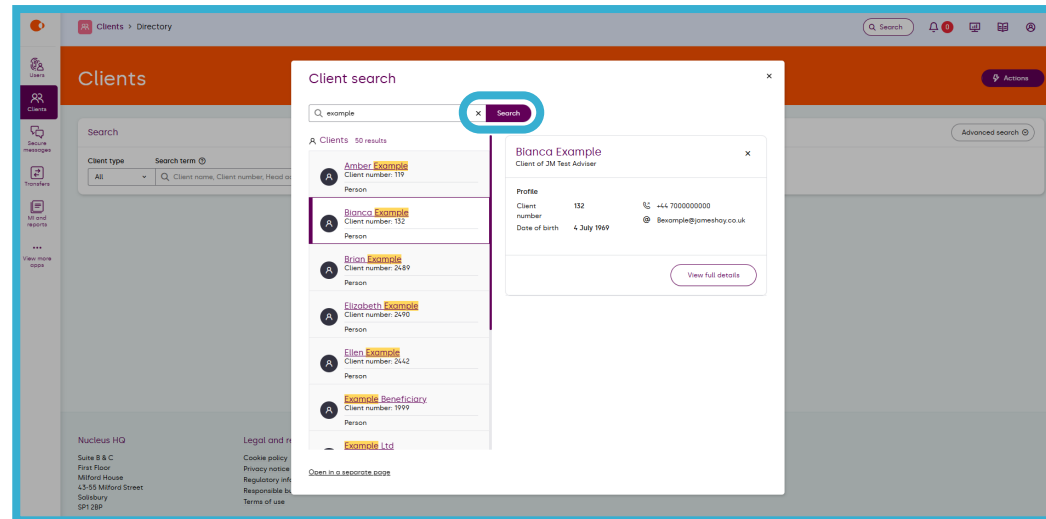 Clients > Directory
Search
0
Users
Clients
Secure
messages
Transfers
MI and
reports
View more
apps
Clients
Actions
Search
Advanced search
Client type
Search term
All
Client name, Client number, Head
Client search
example
Search
Clients 50 results
Amber Example
Client number: 119
Person
Bianca Example
Client number: 132
Person
Brian Example
Client number: 2489
Person
Elizabeth Example
Client number: 2490
Person
Ellen Example
Client number: 2442
Person
Example Beneficiary
Client number: 1999
Person
Example Ltd
Open in a separate page
Bianca Example
Client of JM Test Adviser
Profile
Client
number
132
+44 7000000000
Bexample@jameshay.co.uk
Date of birth
4 July 1969
View full details
Nucleus HQ
Suite B & C
First Floor
Milford House
43-55 Milford Street
Salisbury
SP1 2BP
Legal and
Cookie policy
Privacy notice
Regulatory
Responsible
Terms of use